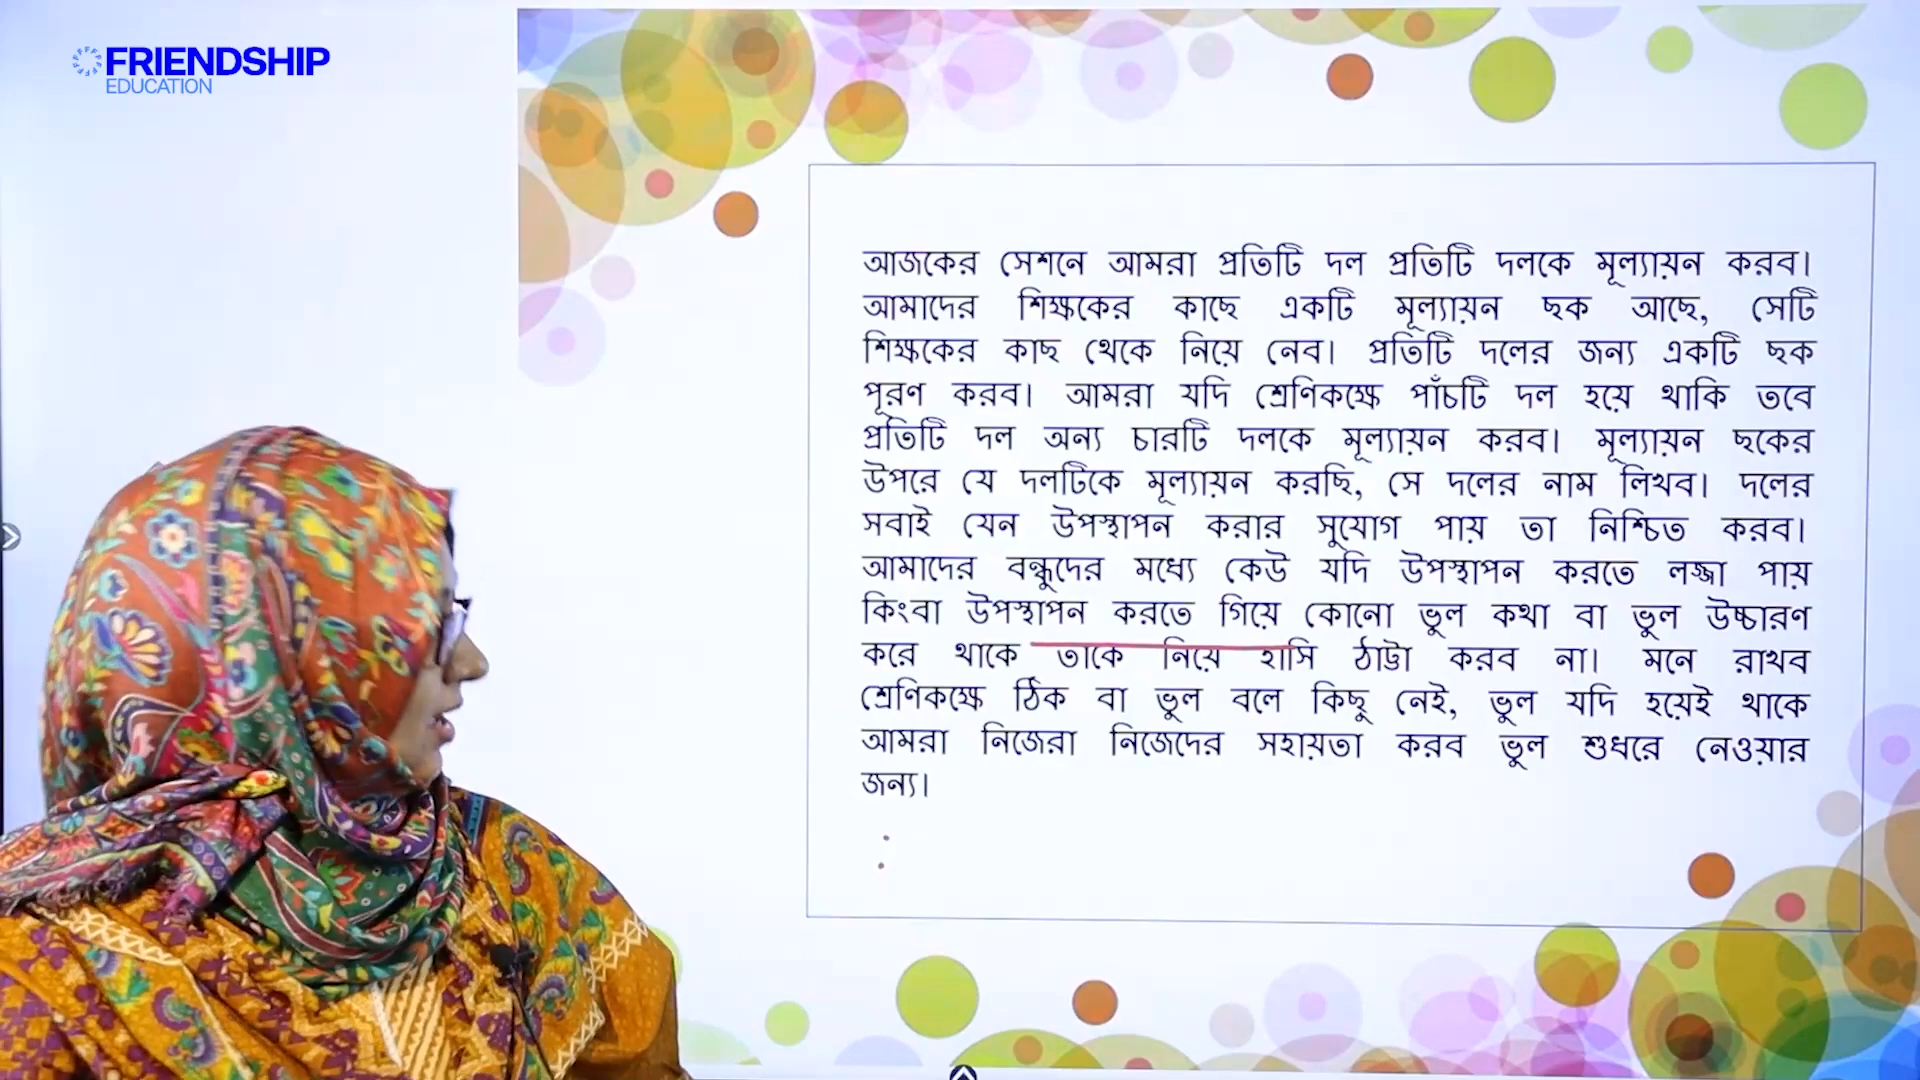 FRIENDSHIP
EDUCATION
আজকের সেশনে আমরা প্রতিটি দল প্রতিটি দলকে মূল্যায়ন করব।
আমাদের শিক্ষকের কাছে একটি মূল্যায়ন ছক আছে, সেটি
শিক্ষকের কাছ থেকে নিয়ে নেব। প্রতিটি দলের জন্য একটি ছক
পূরণ করব। আমরা যদি শ্রেণিকক্ষে পাঁচটি দল হয়ে থাকি তবে
প্রতিটি দল অন্য চারটি দলকে মূল্যায়ন করব। মূল্যায়ন ছকের
উপরে যে দলটিকে মূল্যায়ন করছি, সে দলের নাম লিখব। দলের
সবাই যেন উপস্থাপন করার সুযোগ পায় তা নিশ্চিত করব।
আমাদের বন্ধুদের মধ্যে কেউ যদি উপস্থাপন করতে লজ্জা পায়
কিংবা উপস্থাপন করতে গিয়ে কোনো ভুল কথা বা ভুল উচ্চারণ
করে থাকে তাকে নিয়ে হাসি ঠাট্টা করব না। মনে রাখব
শ্রেণিকক্ষে ঠিক বা ভুল বলে কিছু নেই, ভুল যদি হয়েই থাকে
আমরা নিজেরা নিজেদের সহায়তা করব ভুল শুধরে নেওয়ার
জন্য।